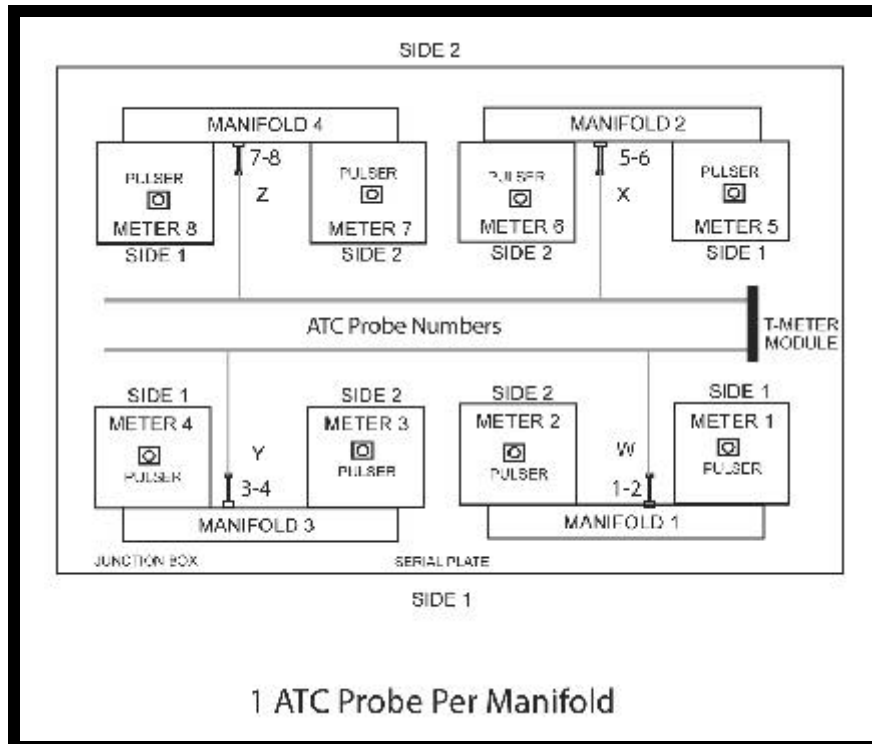 SIDE 2
MANIFOLD 4
MANIFOLD 2
7-8
5-6
PULSER
PULSER
PULSER
PULSER
Z
X
METER 8
METER 7
METER 6
METER 5
SIDE 1
SIDE 2
SIDE 2
SIDE 1
ATC Probe Numbers
T-METER
MODULE
SIDE 1
SIDE 2
SIDE 2
SIDE 1
METER 4
METER 3
METER 2
METER 1
Y
W
PULSER
PULSER
PULSER
PULSER
3-4
1-2
MANIFOLD 3
MANIFOLD 1
JUNCTION BOX
SERIAL PLATE
SIDE 1
1 ATC Probe Per Manifold